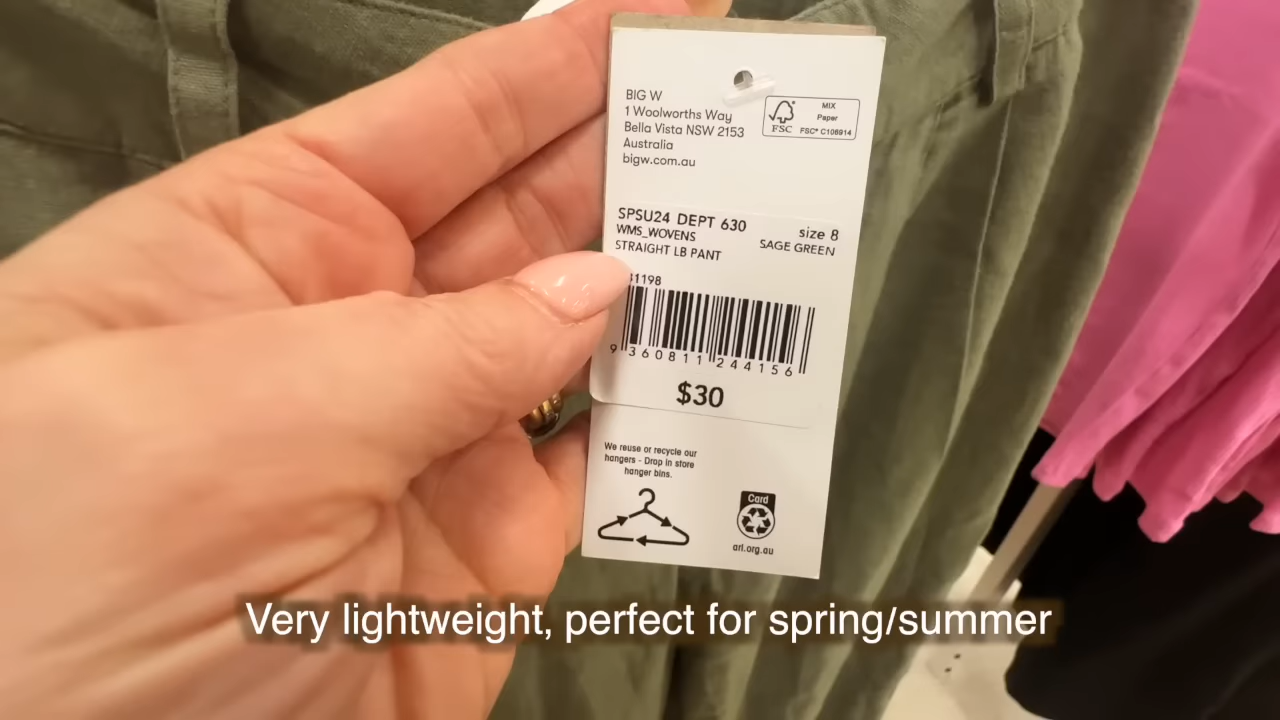 BIG W
1 Woolworths Way
Bella Vista NSW 2153
Australia
bigw.com.au
MIX
Paper
FSC
FSC® C106914
SPSU24 DEPT 630
WMS_WOVENS
STRAIGHT LB PANT
size 8
SAGE GREEN
1198
9 360811 244156
$30
We reuse or recycle our
hangers - Drop in store
hanger bins.
Card
arl.org.au
Very lightweight, perfect for spring/summer